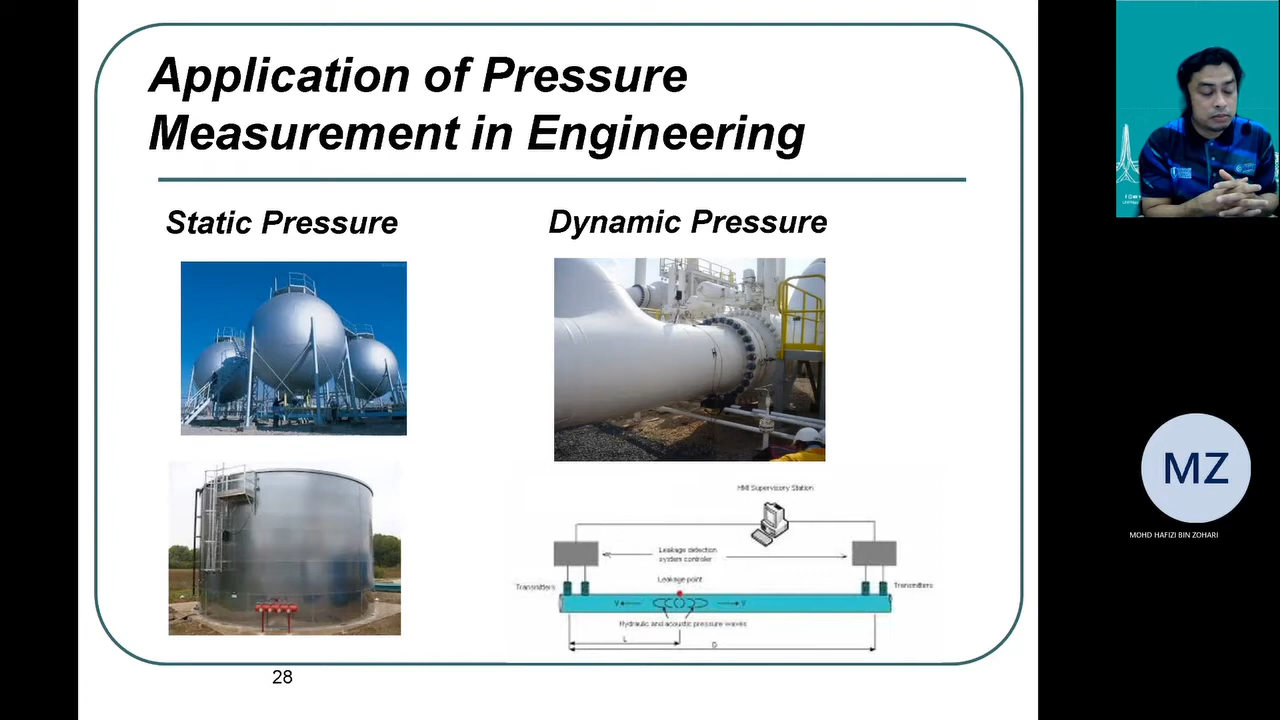 Application of Pressure
Measurement in Engineering
Static Pressure
Dynamic Pressure
HMI Supervisory Station
Leakage detection
system controler
Leakage point
Transmitters
Transmitters
V
V
Hydraulic and acoustic pressure waves
L
D
28
MZ
MOHD HAFIZI BIN ZOHARI